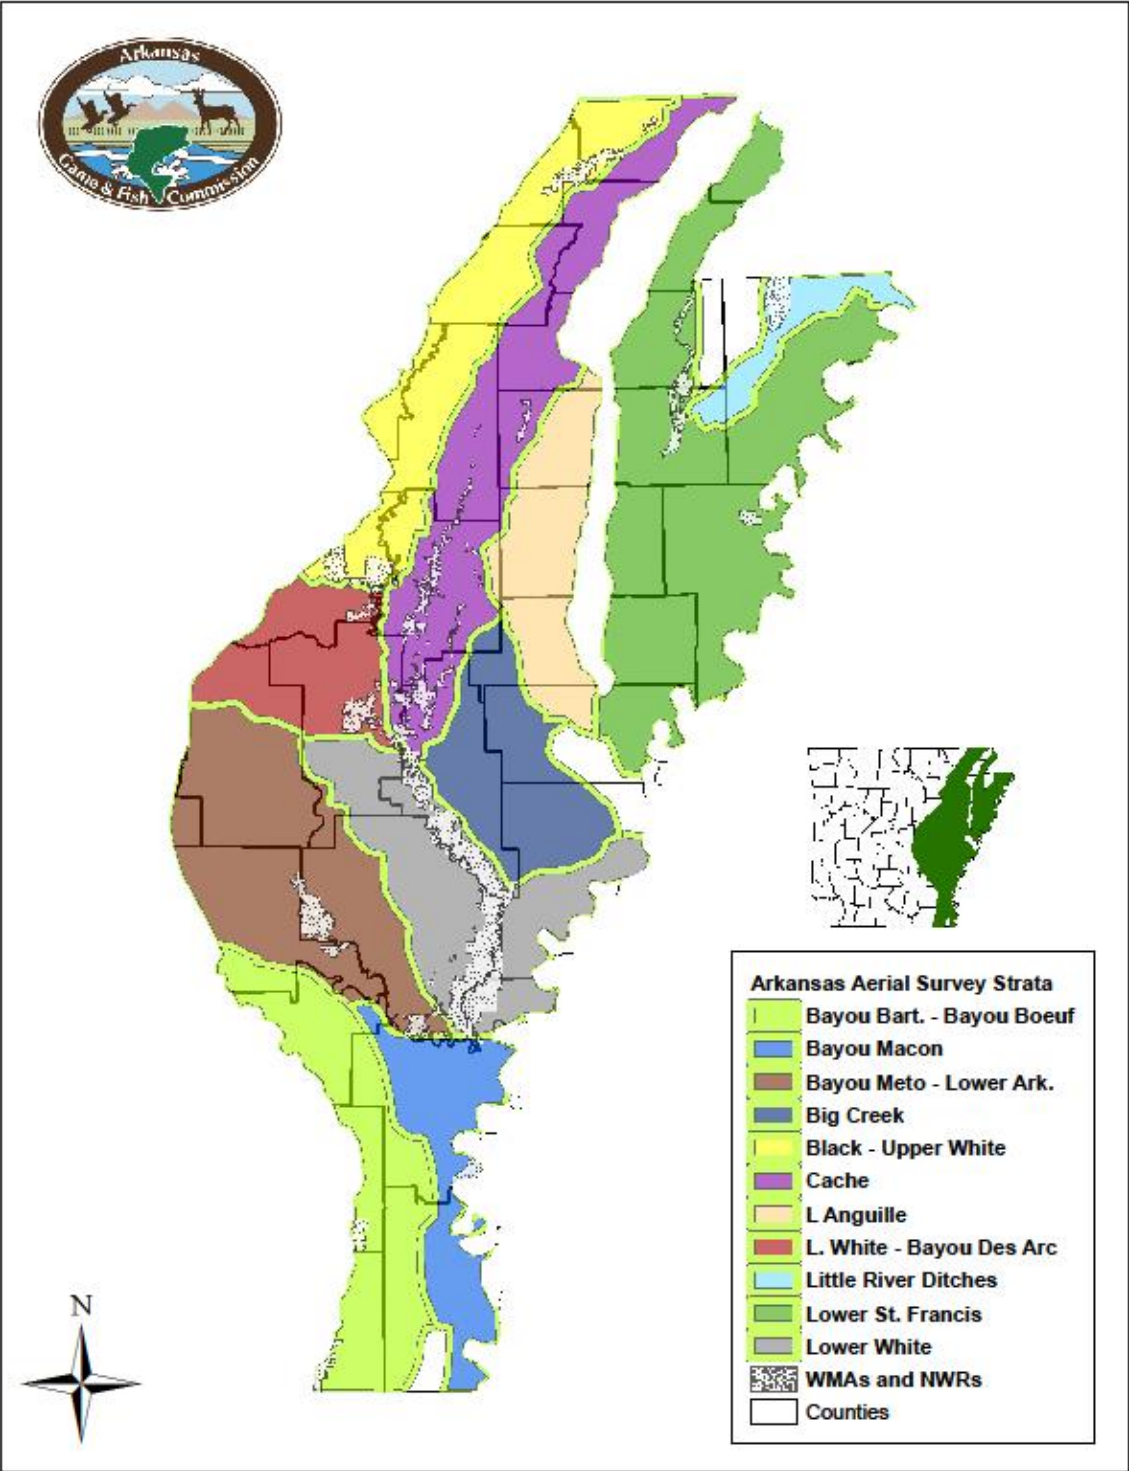 Arkansas
Game & Fish Commission
Arkansas Aerial Survey Strata
Bayou Bart. - Bayou Boeuf
Bayou Macon
Bayou Meto - Lower Ark.
Big Creek
Black - Upper White
Cache
L Anguille
L. White - Bayou Des Arc
Little River Ditches
Lower St. Francis
Lower White
WMAs and NWRs
Counties
N